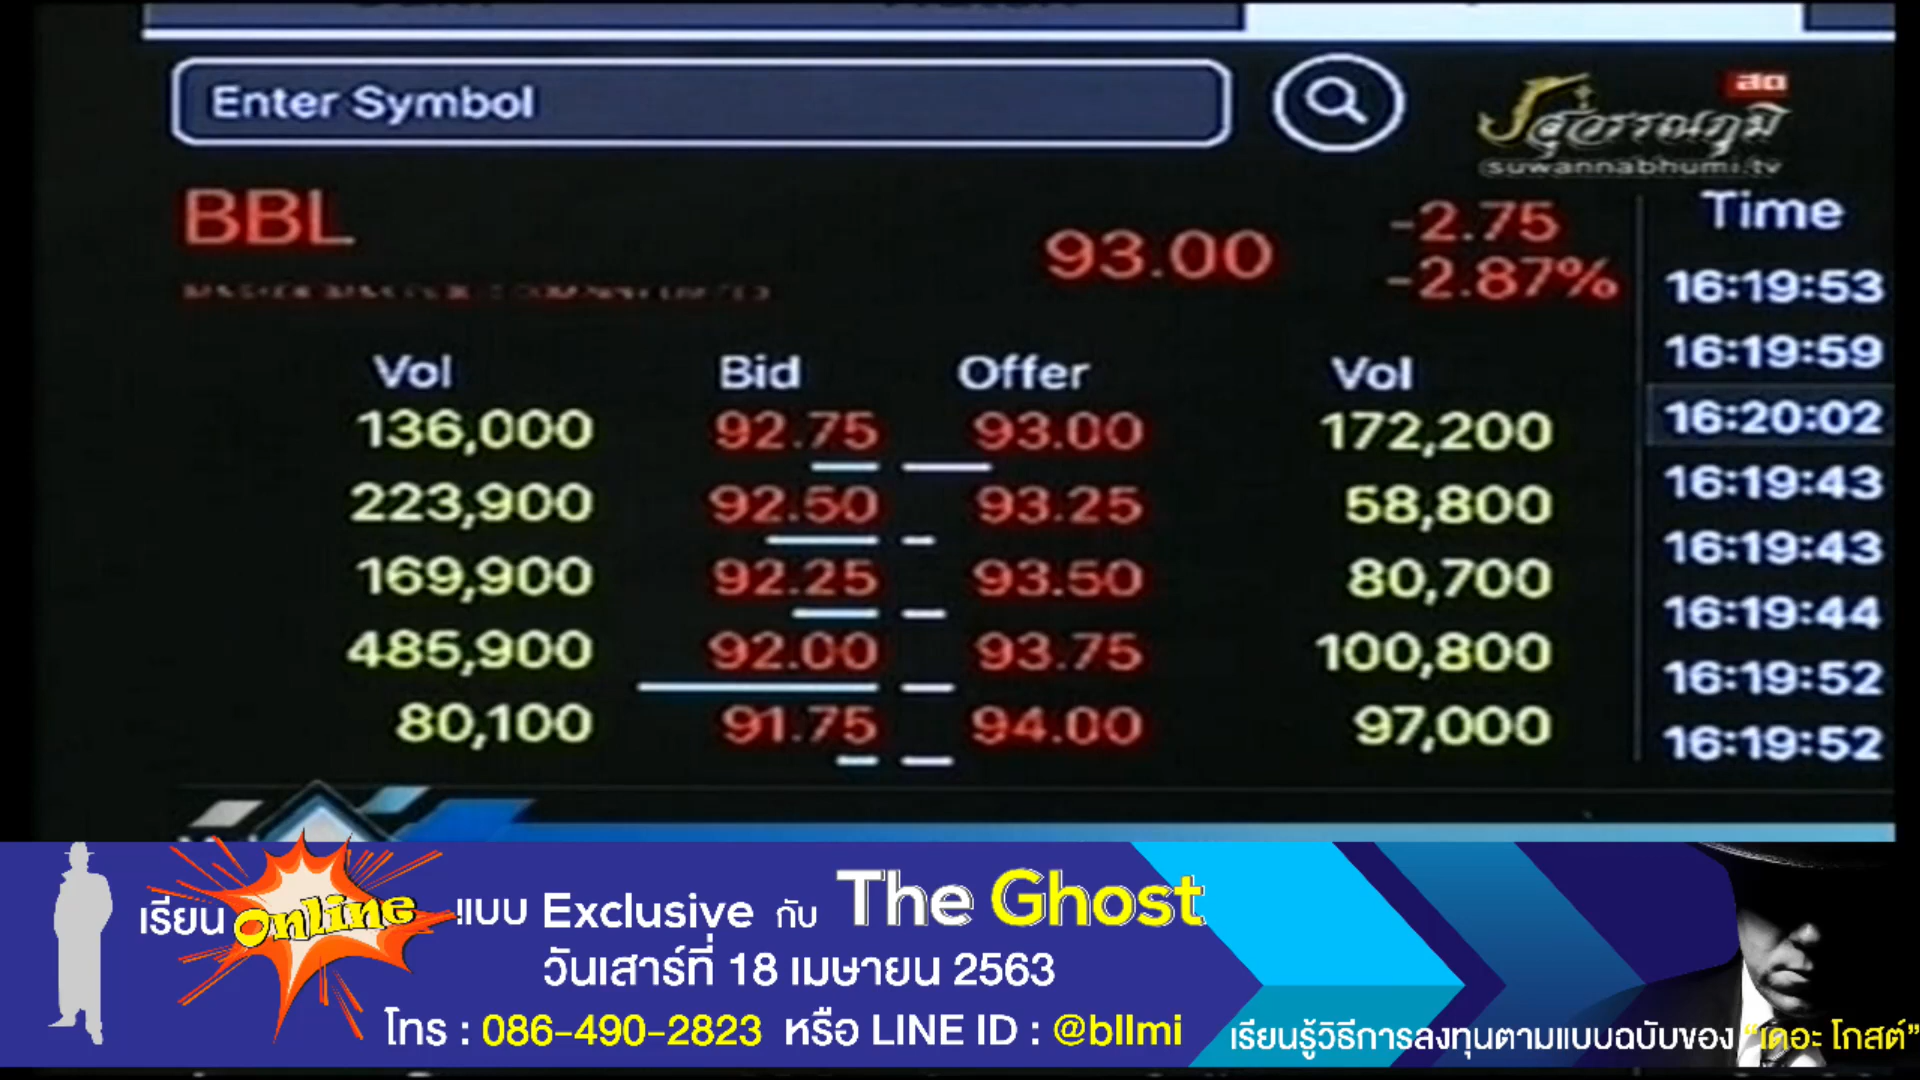 Enter Symbol
สด
สุวรรณภูมิ
@suwannabhumi.tv
BBL
93.00
-2.75
-2.87%
Time
16:19:53
16:19:59
16:20:02
16:19:43
16:19:43
16:19:44
16:19:52
16:19:52
Vol Bid Offer Vol
136,000 92.75 93.00 172,200
223,900 92.50 93.25 58,800
169,900 92.25 93.50 80,700
485,900 92.00 93.75 100,800
80,100 91.75 94.00 97,000
เรียน Online แบบ Exclusive กับ The Ghost
วันเสาร์ที่ 18 เมษายน 2563
โทร : 086-490-2823 หรือ LINE ID : @bllmi
เรียนรู้วิธีการลงทุนตามแบบฉบับของ “เดอะ โกสต์”